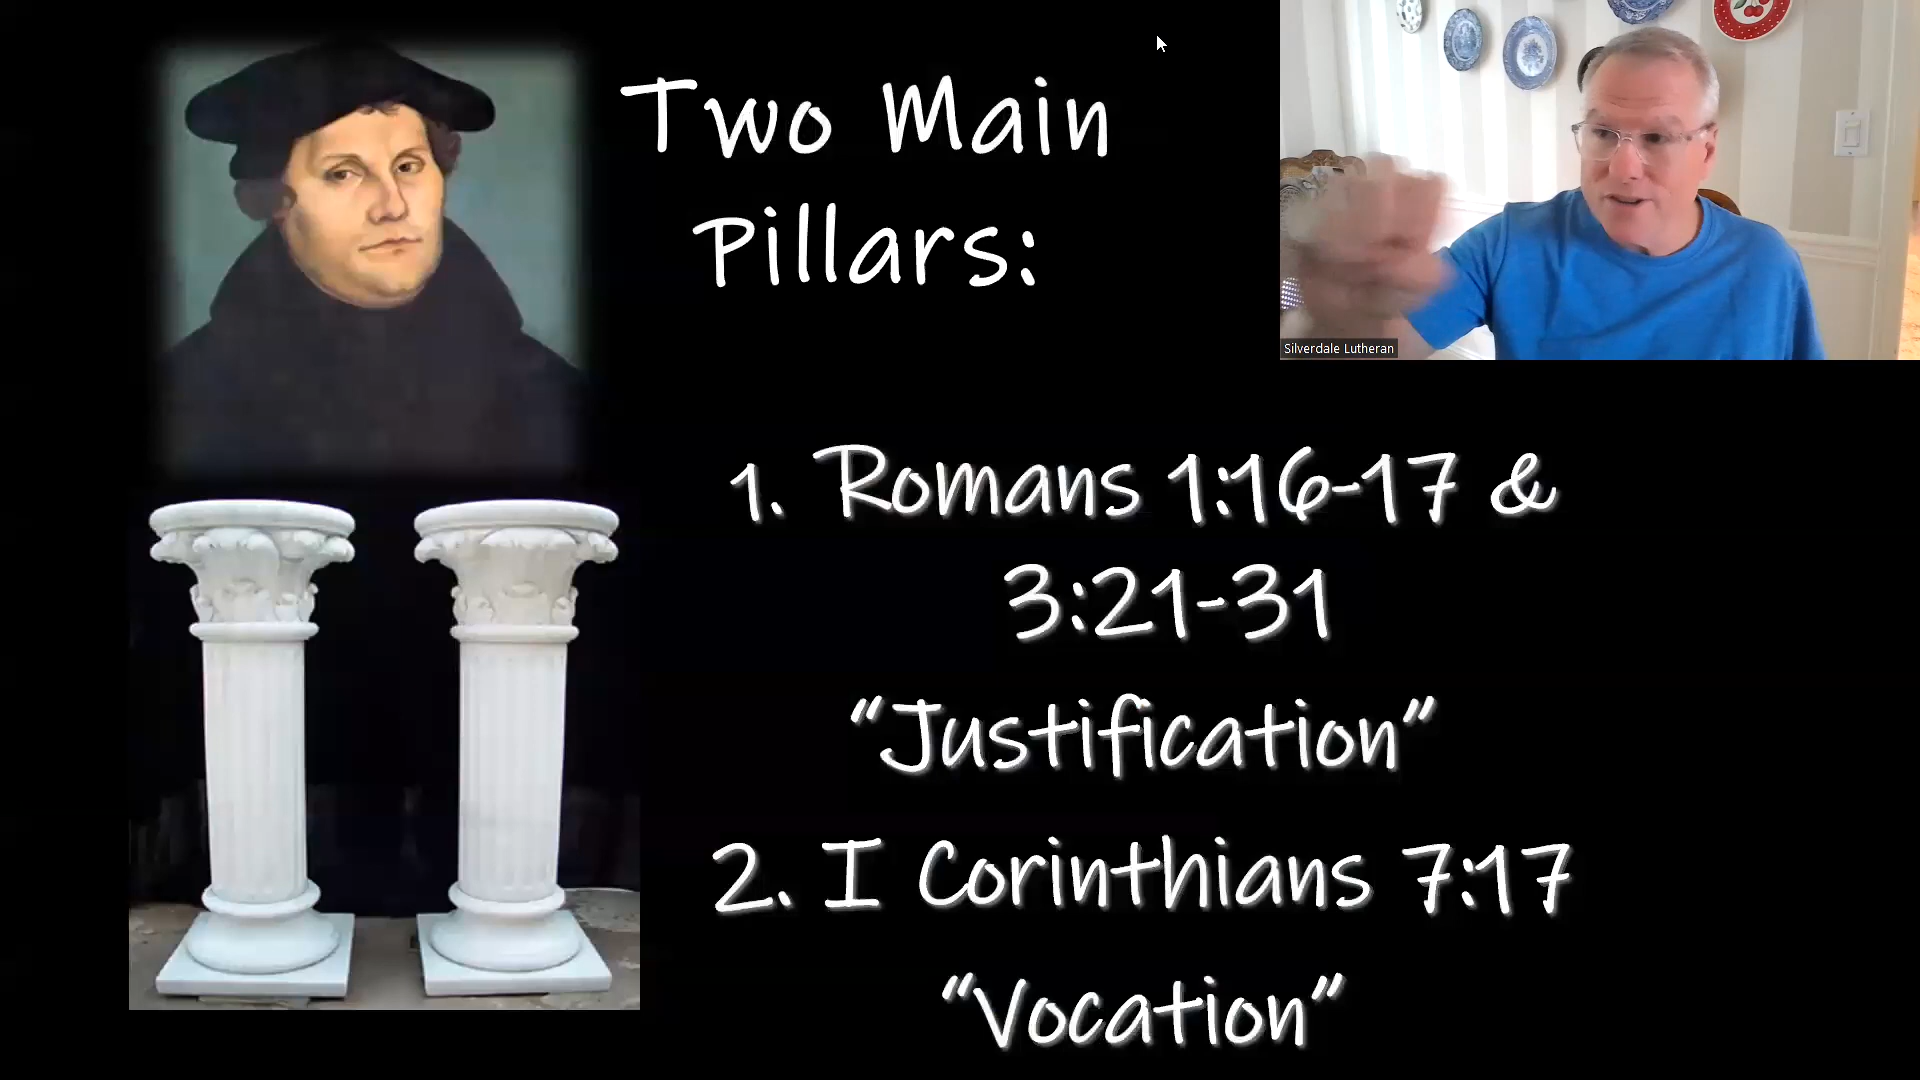 Two Main
Pillars:
Silverdale Lutheran
1. Romans 1:16-17 &
3:21-31
“Justification”
2. I Corinthians 7:17
“Vocation”